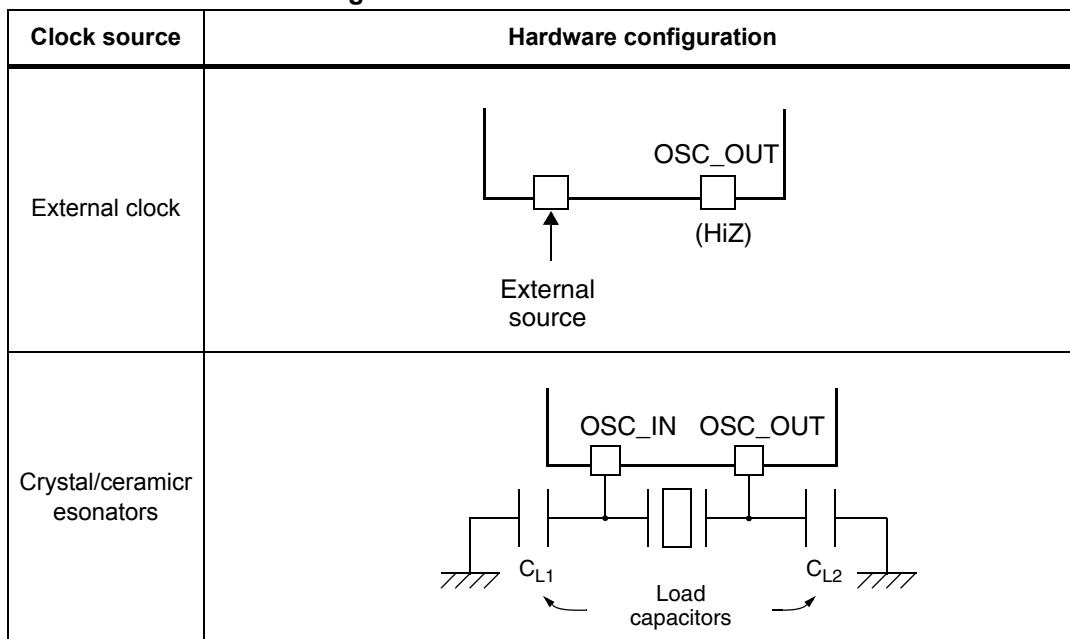 Clock source
Hardware configuration
External clock
OSC_OUT
(HiZ)
External
source
Crystal/ceramicr
esonators
OSC_IN
OSC_OUT
CL1
CL2
Load
capacitors